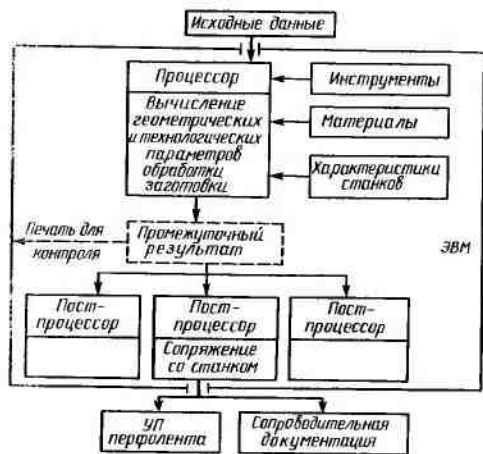 Исходные данные
Процессор
Вычисление
геометрических
и технологических
параметров
обработки
заготовки
Инструменты
Материалы
Характеристики
станков
Печать для
контроля
Промежуточный
результат
ЭВМ
Пост-
процессор
Пост-
процессор
Сопряжение
со станком
Пост-
процессор
УП
перфолента
Сопроводительная
документация